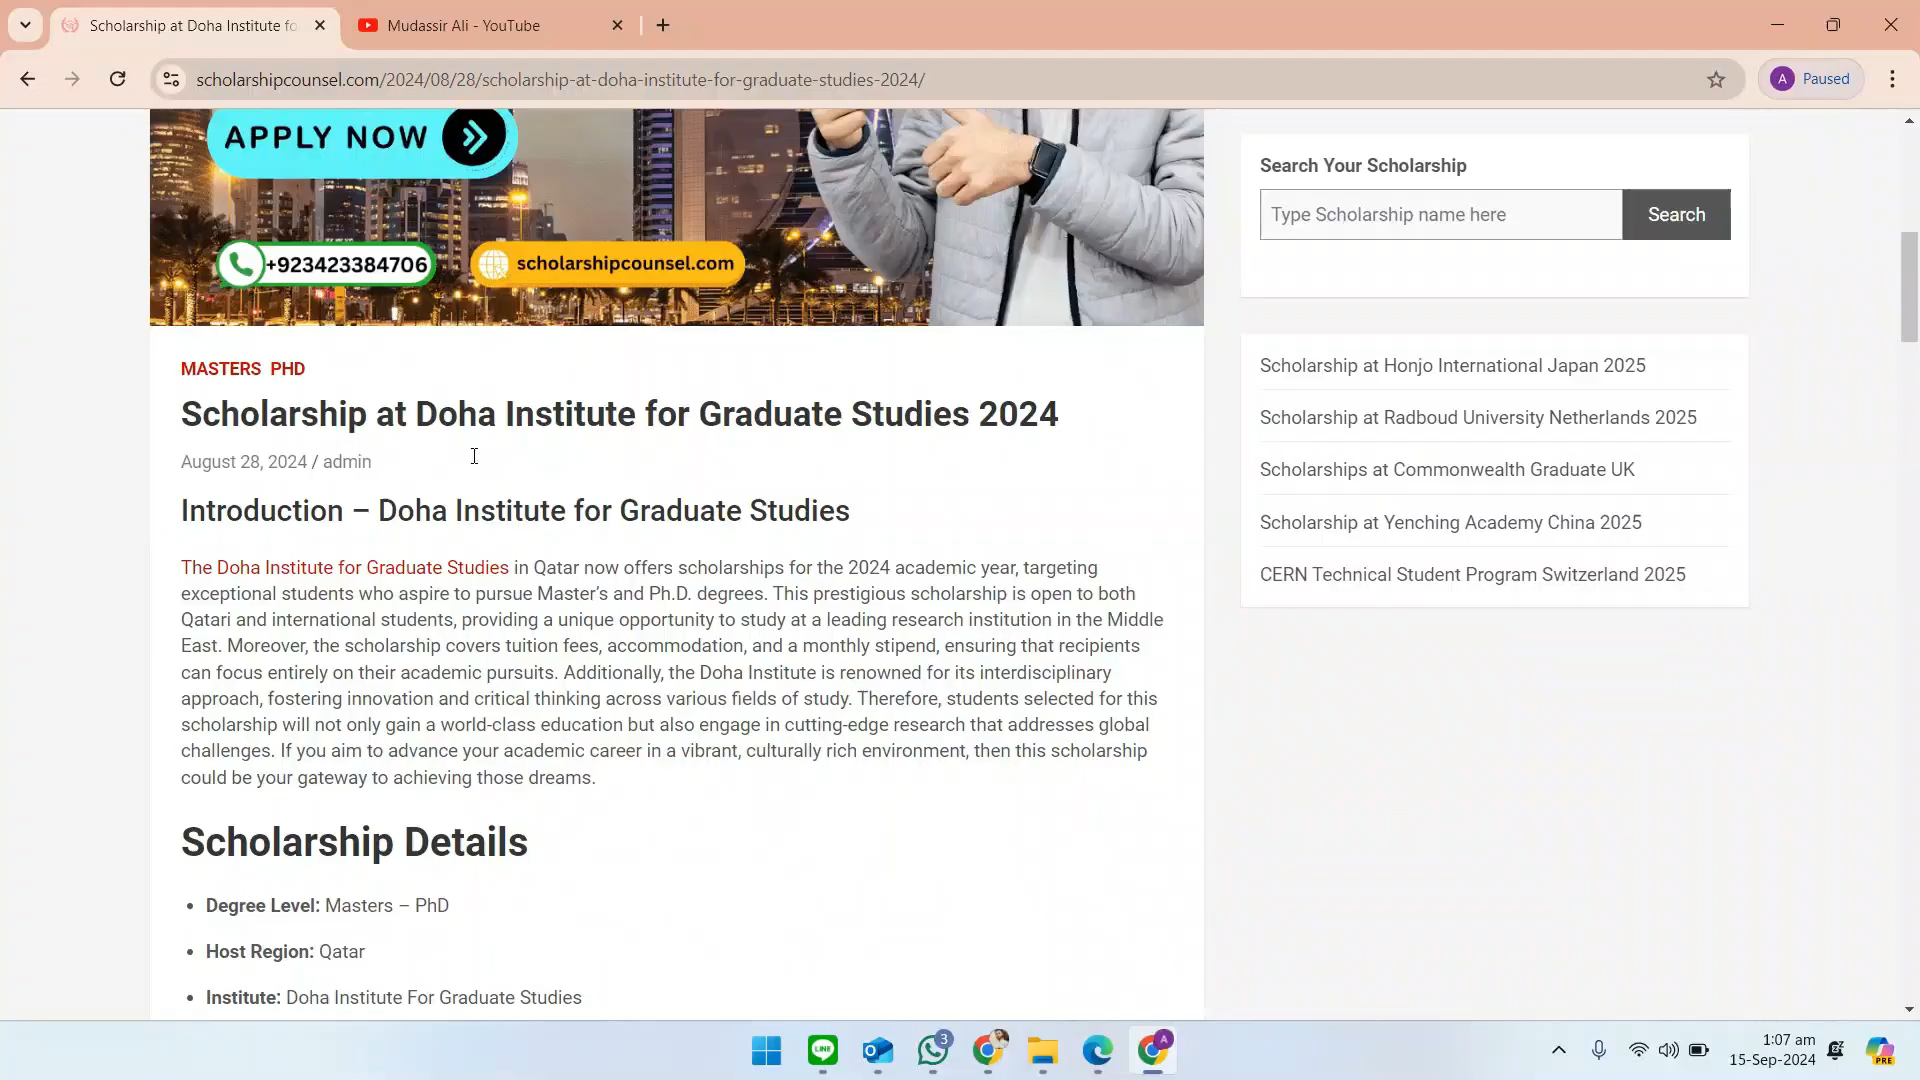 Scholarship at Doha Institute fo
Mudassir Ali - YouTube
scholarshipcounsel.com/2024/08/28/scholarship-at-doha-institute-for-graduate-studies-2024/
A
Paused
APPLY NOW
+923423384706
scholarshipcounsel.com
MASTERS PHD
Scholarship at Doha Institute for Graduate Studies 2024
August 28, 2024 / admin
Introduction – Doha Institute for Graduate Studies
The Doha Institute for Graduate Studies in Qatar now offers scholarships for the 2024 academic year, targeting
exceptional students who aspire to pursue Master’s and Ph.D. degrees. This prestigious scholarship is open to both
Qatari and international students, providing a unique opportunity to study at a leading research institution in the Middle
East. Moreover, the scholarship covers tuition fees, accommodation, and a monthly stipend, ensuring that recipients
can focus entirely on their academic pursuits. Additionally, the Doha Institute is renowned for its interdisciplinary
approach, fostering innovation and critical thinking across various fields of study. Therefore, students selected for this
scholarship will not only gain a world-class education but also engage in cutting-edge research that addresses global
challenges. If you aim to advance your academic career in a vibrant, culturally rich environment, then this scholarship
could be your gateway to achieving those dreams.
Scholarship Details
• Degree Level: Masters – PhD
• Host Region: Qatar
• Institute: Doha Institute For Graduate Studies
Search Your Scholarship
Type Scholarship name here
Search
Scholarship at Honjo International Japan 2025
Scholarship at Radboud University Netherlands 2025
Scholarships at Commonwealth Graduate UK
Scholarship at Yenching Academy China 2025
CERN Technical Student Program Switzerland 2025
LINE
3
A
1:07 am
15-Sep-2024
PRE